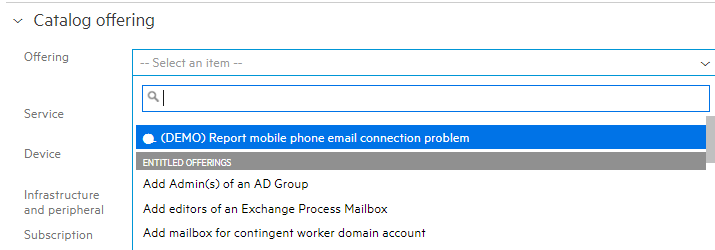 Catalog offering
Offering
-- Select an item --
Service
(DEMO) Report mobile phone email connection problem
Device
ENTITLED OFFERINGS
Add Admin(s) of an AD Group
Infrastructure
and peripheral
Add editors of an Exchange Process Mailbox
Subscription
Add mailbox for contingent worker domain account